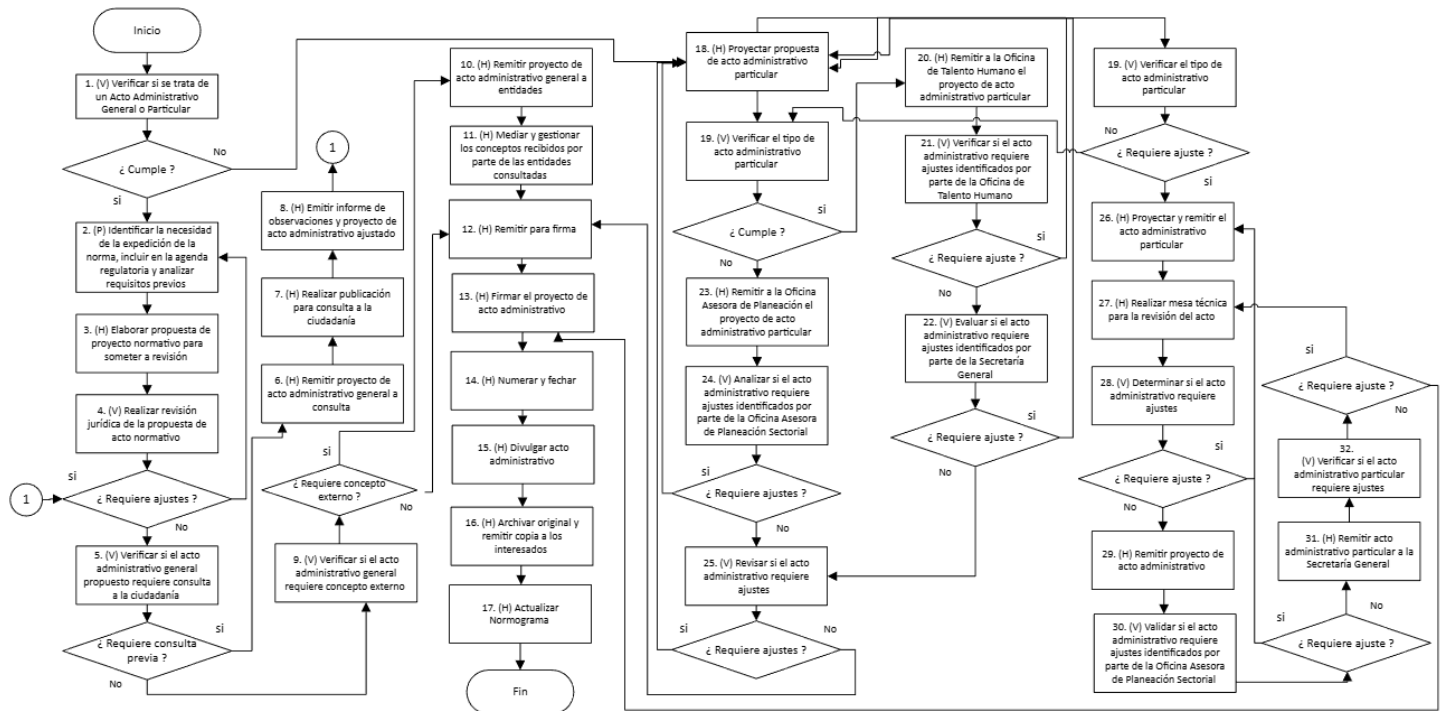 Inicio
1. (V) Verificar si se trata de
un Acto Administrativo
General o Particular
No
¿ Cumple ?
si
2. (P) Identificar la necesidad
de la expedición de la
norma, incluir en la agenda
regulatoria y analizar
requisitos previos
3. (H) Elaborar propuesta de
proyecto normativo para
someter a revisión
4. (V) Realizar revisión
jurídica de la propuesta de
acto normativo
si
1
¿ Requiere ajustes ?
No
5. (V) Verificar si el acto
administrativo general
propuesto requiere consulta
a la ciudadanía
si
¿ Requiere consulta
previa ?
No
1
8. (H) Emitir informe de
observaciones y proyecto de
acto administrativo ajustado
7. (H) Realizar publicación
para consulta a la
ciudadanía
6. (H) Remitir proyecto de
acto administrativo general a
consulta
si
¿ Requiere concepto
externo ?
No
9. (V) Verificar si el acto
administrativo general
requiere concepto externo
10. (H) Remitir proyecto de
acto administrativo general a
entidades
11. (H) Mediar y gestionar
los conceptos recibidos por
parte de las entidades
consultadas
12. (H) Remitir para firma
13. (H) Firmar el proyecto de
acto administrativo
14. (H) Numerar y fechar
15. (H) Divulgar acto
administrativo
16. (H) Archivar original y
remitir copia a los
interesados
17. (H) Actualizar
Normograma
Fin
18. (H) Proyectar propuesta
de acto administrativo
particular
19. (V) Verificar el tipo de
acto administrativo
particular
si
¿ Cumple ?
No
23. (H) Remitir a la Oficina
Asesora de Planeación el
proyecto de acto
administrativo particular
24. (V) Analizar si el acto
administrativo requiere
ajustes identificados por
parte de la Oficina Asesora
de Planeación Sectorial
si
¿ Requiere ajustes ?
No
25. (V) Revisar si el acto
administrativo requiere
ajustes
si
No
¿ Requiere ajustes ?
20. (H) Remitir a la Oficina
de Talento Humano el
proyecto de acto
administrativo particular
21. (V) Verificar si el acto
administrativo requiere
ajustes identificados por
parte de la Oficina de
Talento Humano
si
¿ Requiere ajuste ?
No
22. (V) Evaluar si el acto
administrativo requiere
ajustes identificados por
parte de la Secretaría
General
si
¿ Requiere ajuste ?
No
19. (V) Verificar el tipo de
acto administrativo
particular
No
¿ Requiere ajuste ?
si
26. (H) Proyectar y remitir el
acto administrativo
particular
27. (H) Realizar mesa técnica
para la revisión del acto
28. (V) Determinar si el acto
administrativo requiere
ajustes
si
¿ Requiere ajuste ?
No
29. (H) Remitir proyecto de
acto administrativo
30. (V) Validar si el acto
administrativo requiere
ajustes identificados por
parte de la Oficina Asesora
de Planeación Sectorial
si
¿ Requiere ajuste ?
No
32.
(V) Verificar si el acto
administrativo particular
requiere ajustes
31. (H) Remitir acto
administrativo particular a la
Secretaría General
No
si
¿ Requiere ajuste ?